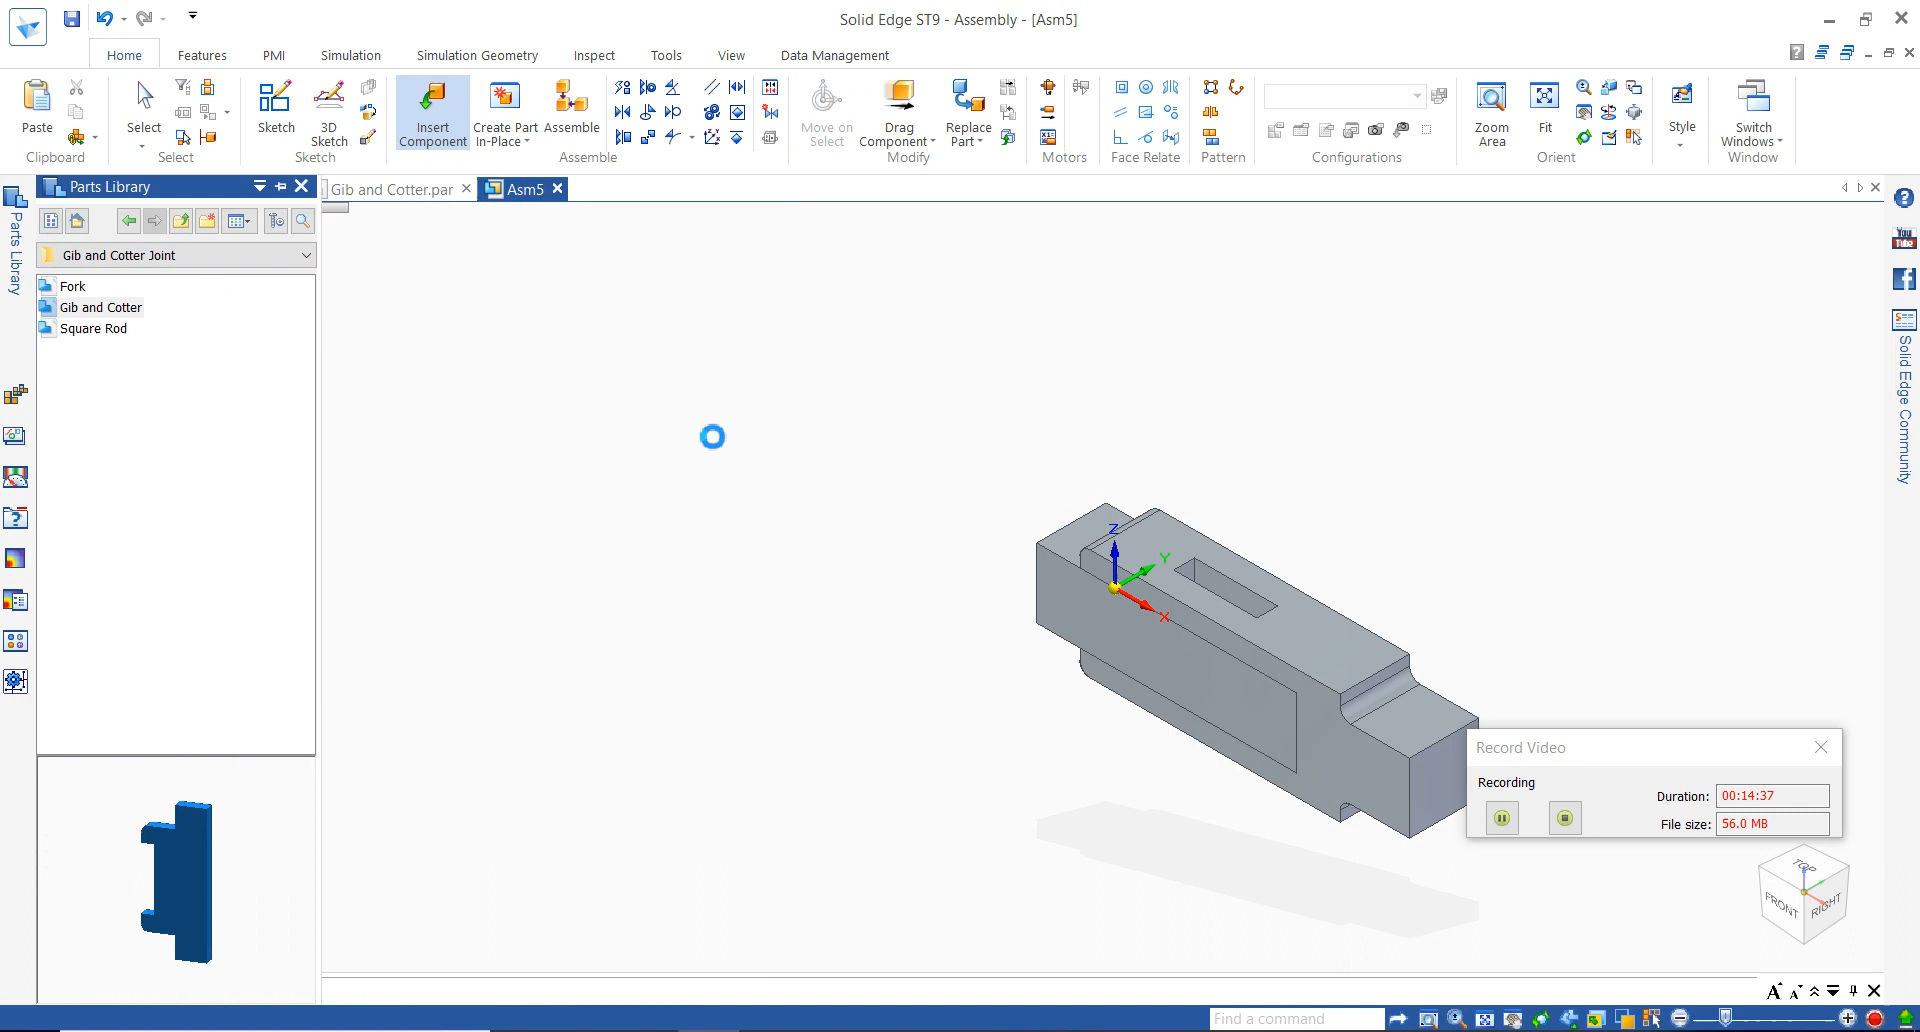 Solid Edge ST9 - Assembly - [Asm5]
Home
Features
PMI
Simulation
Simulation Geometry
Inspect
Tools
View
Data Management
Paste
Clipboard
Select
Select
Sketch
3D
Sketch
Sketch
Insert
Component
Create Part
In-Place
Assemble
Assemble
Move on
Select
Drag
Component
Replace
Part
Modify
Motors
Face Relate
Pattern
Configurations
Zoom
Area
Fit
Orient
Style
Switch
Windows
Window
Parts Library
Gib and Cotter.par
Asm5
Parts Library
Gib and Cotter Joint
Fork
Gib and Cotter
Square Rod
You
Tube
Solid Edge Community
Z
Y
X
Record Video
Recording
Duration:
00:14:37
File size:
56.0 MB
TOP
FRONT
RIGHT
Find a command